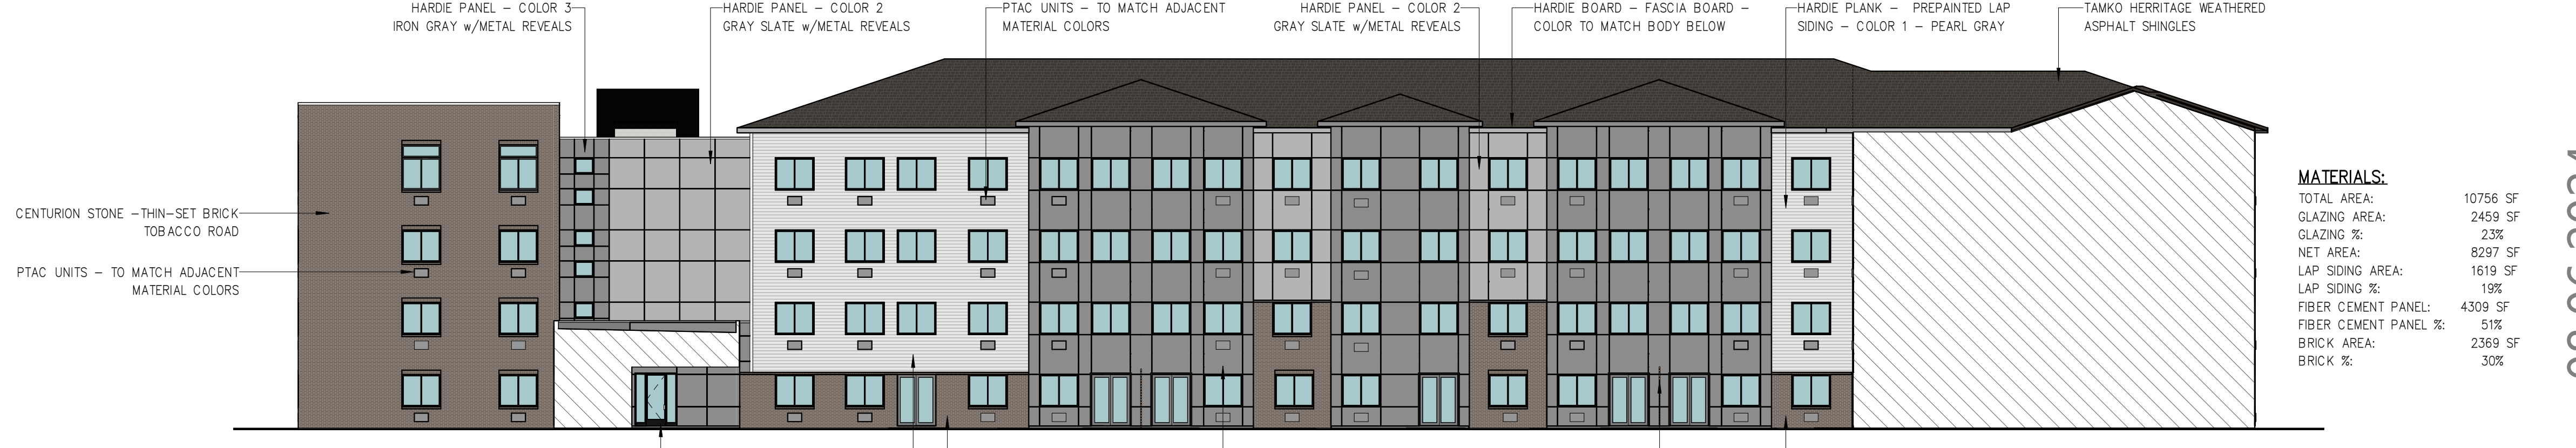 HARDIE PANEL - COLOR 3
IRON GRAY w/METAL REVEALS
HARDIE PANEL - COLOR 2
GRAY SLATE w/METAL REVEALS
PTAC UNITS - TO MATCH ADJACENT
MATERIAL COLORS
HARDIE PANEL - COLOR 2
GRAY SLATE w/METAL REVEALS
HARDIE BOARD - FASCIA BOARD -
COLOR TO MATCH BODY BELOW
HARDIE PLANK - PREPAINTED LAP
SIDING - COLOR 1 - PEARL GRAY
TAMKO HERRITAGE WEATHERED
ASPHALT SHINGLES
CENTURION STONE -THIN-SET BRICK
TOBACCO ROAD
PTAC UNITS - TO MATCH ADJACENT
MATERIAL COLORS
MATERIALS:
TOTAL AREA: 10756 SF
GLAZING AREA: 2459 SF
GLAZING %: 23%
NET AREA: 8297 SF
LAP SIDING AREA: 1619 SF
LAP SIDING %: 19%
FIBER CEMENT PANEL: 4309 SF
FIBER CEMENT PANEL %: 51%
BRICK AREA: 2369 SF
BRICK %: 30%